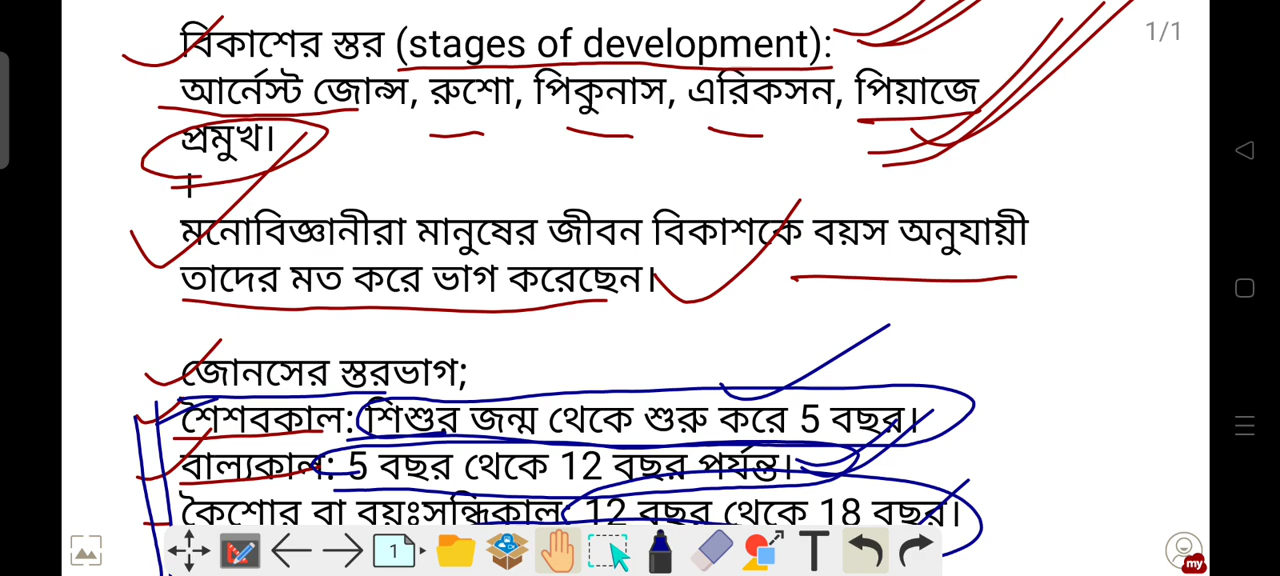 1/1
বিকাশের স্তর (stages of development):
আর্নেস্ট জোন্স, রুশো, পিকুনাস, এরিকসন, পিয়াজে
প্রমুখ।
।
মনোবিজ্ঞানীরা মানুষের জীবন বিকাশকে বয়স অনুযায়ী
তাদের মত করে ভাগ করেছেন।
জোনসের স্তরভাগ;
শৈশবকাল: শিশুর জন্ম থেকে শুরু করে 5 বছর।
বাল্যকাল: 5 বছর থেকে 12 বছর পর্যন্ত।
কৈশোর বা বয়ঃসন্ধিকাল: 12 বছর থেকে 18 বছর।
1
T
my